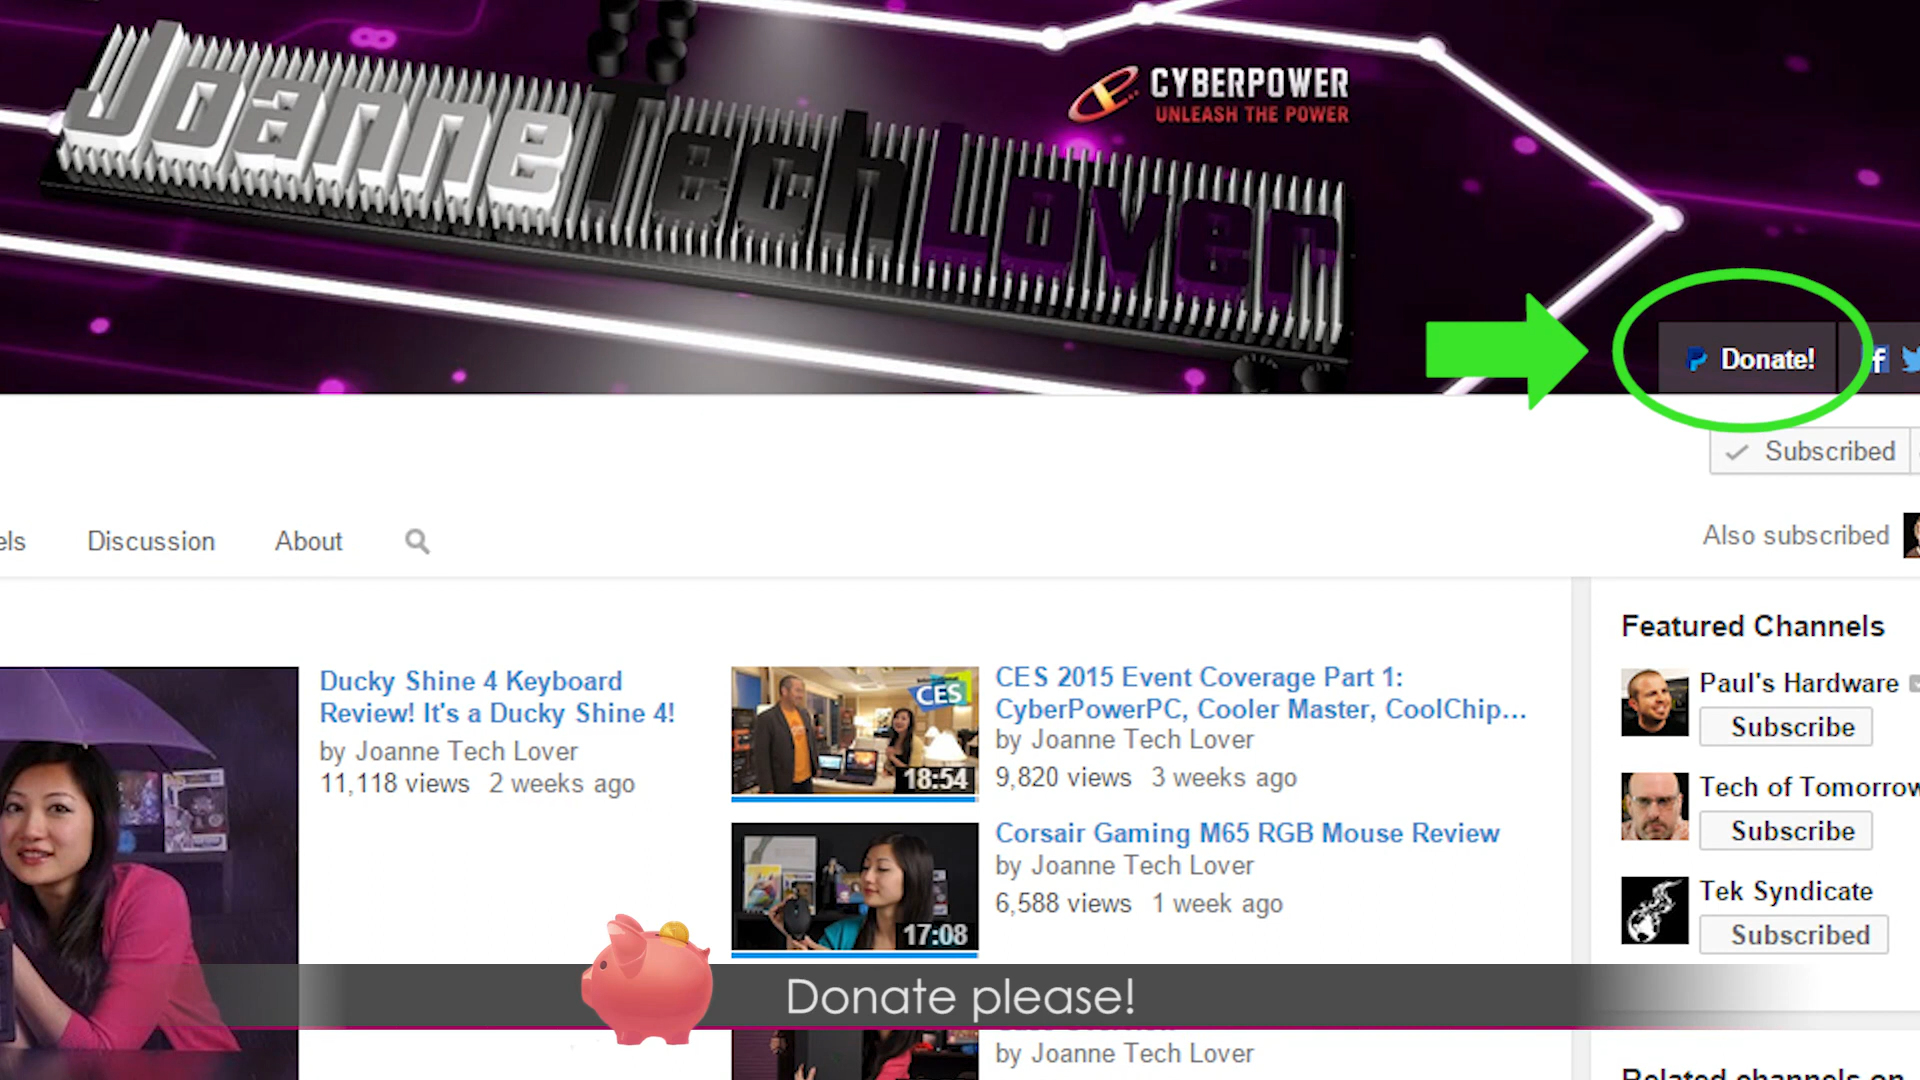 JoanneTechLover
CYBERPOWER
UNLEASH THE POWER
Donate!
f
Subscribed
els
Discussion
About
Also subscribed
Ducky Shine 4 Keyboard
Review! It's a Ducky Shine 4!
by Joanne Tech Lover
11,118 views 2 weeks ago
CES
18:54
CES 2015 Event Coverage Part 1:
CyberPowerPC, Cooler Master, CoolChip...
by Joanne Tech Lover
9,820 views 3 weeks ago
17:08
Corsair Gaming M65 RGB Mouse Review
by Joanne Tech Lover
6,588 views 1 week ago
by Joanne Tech Lover
Featured Channels
Paul's Hardware
Subscribe
Tech of Tomorrow
Subscribe
Tek Syndicate
Subscribed
Related channels on
Donate please!